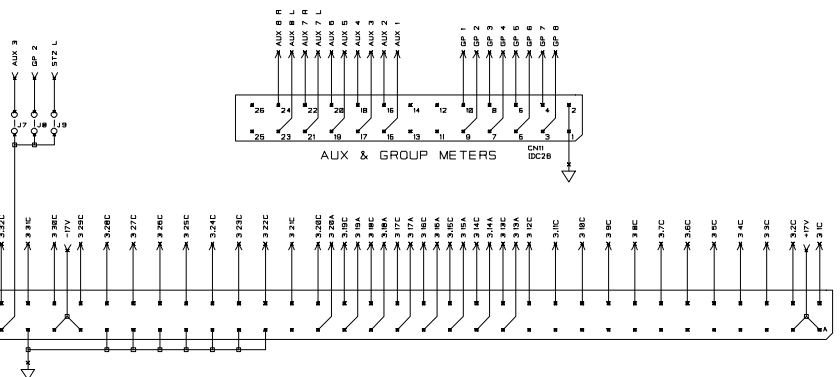 AUX 3
GP 2
ST2 L
J7 J8 J9
AUX 8 R
AUX 8 L
AUX 7 R
AUX 7 L
AUX 6
AUX 5
AUX 4
AUX 3
AUX 2
AUX 1
GP 1
GP 2
GP 3
GP 4
GP 5
GP 6
GP 7
GP 8
26 24 22 20 18 16 14 12 10 8 6 4 2
25 23 21 19 17 15 13 11 9 7 5 3 1
AUX & GROUP METERS
CN11
IDC26
3.32C
3.31C
3.30C
-17V
3.29C
3.28C
3.27C
3.26C
3.25C
3.24C
3.23C
3.22C
3.21C
3.20C
3.20A
3.19C
3.19A
3.18C
3.18A
3.17C
3.17A
3.16C
3.16A
3.15C
3.15A
3.14C
3.14A
3.13C
3.13A
3.12C
3.11C
3.10C
3.9C
3.8C
3.7C
3.6C
3.5C
3.4C
3.3C
3.2C
+17V
3.1C
A